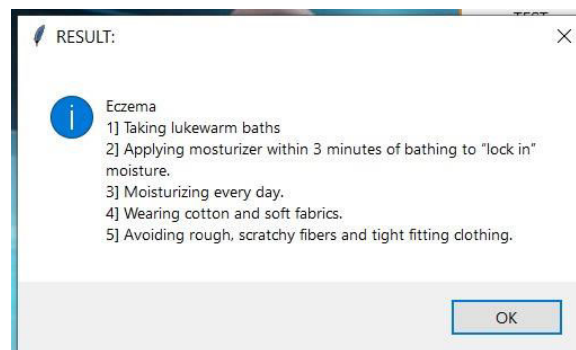 RESULT:
Eczema
1] Taking lukewarm baths
2] Applying mosturizer within 3 minutes of bathing to “lock in”
moisture.
3] Moisturizing every day.
4] Wearing cotton and soft fabrics.
5] Avoiding rough, scratchy fibers and tight fitting clothing.
OK